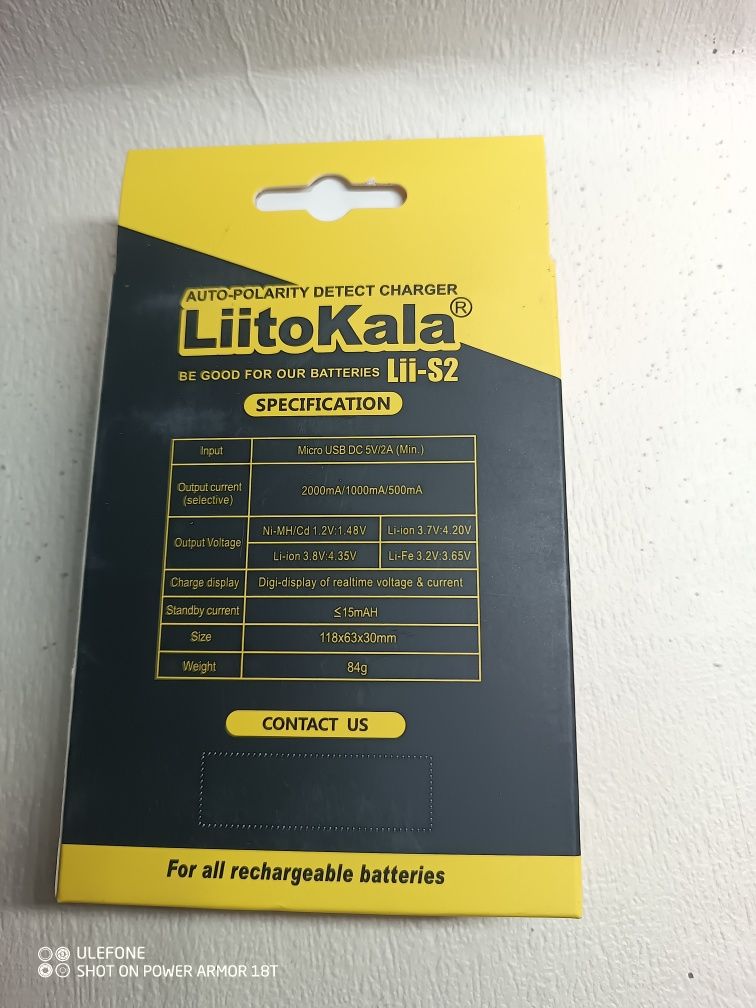 AUTO-POLARITY DETECT CHARGER
LiitoKala®
BE GOOD FOR OUR BATTERIES Lii-S2
SPECIFICATION
Input Micro USB DC 5V/2A (Min.)
Output current
(selective) 2000mA/1000mA/500mA
Output Voltage Ni-MH/Cd 1.2V:1.48V Li-ion 3.7V:4.20V
Li-ion 3.8V:4.35V Li-Fe 3.2V:3.65V
Charge display Digi-display of realtime voltage & current
Standby current ≦15mAH
Size 118x63x30mm
Weight 84g
CONTACT US
For all rechargeable batteries
ULEFONE
SHOT ON POWER ARMOR 18T